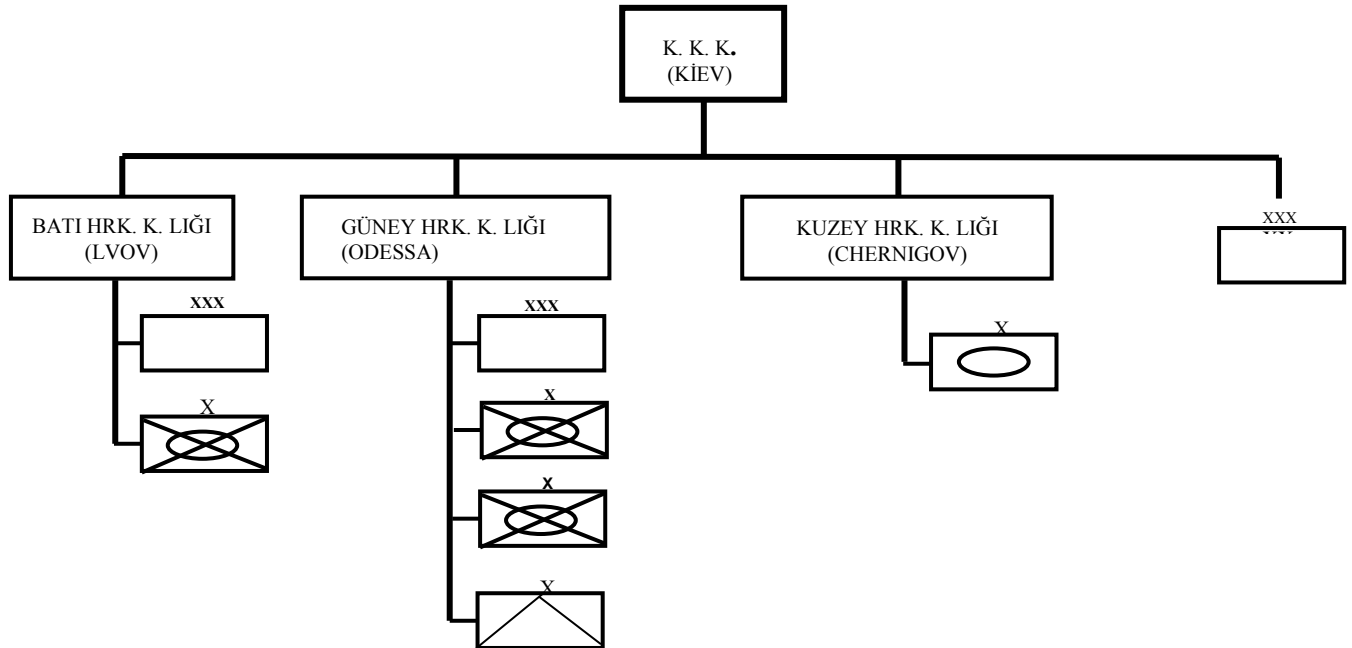 K. K. K.
(KİEV)
BATI HRK. K. LIĞI
(LVOV)
GÜNEY HRK. K. LIĞI
(ODESSA)
KUZEY HRK. K. LIĞI
(CHERNIGOV)
XXX
XXX
XXX
X
X
X
X
X